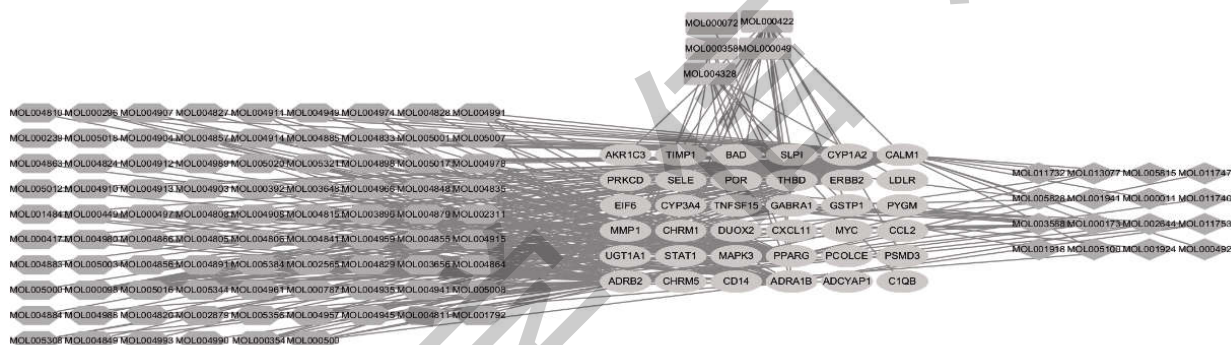 MOL000072 MOL000422
MOL000358 MOL000049
MOL004328
MOL004810 MOL000296 MOL004907 MOL004827 MOL004911 MOL004949 MOL004974 MOL004828 MOL004991
MOL000239 MOL005018 MOL004904 MOL004857 MOL004914 MOL004885 MOL004833 MOL005001 MOL005007
MOL004863 MOL004824 MOL004912 MOL004989 MOL005020 MOL005321 MOL004898 MOL005017 MOL004978
MOL005012 MOL004910 MOL004913 MOL004903 MOL000392 MOL003648 MOL004966 MOL004848 MOL004835
MOL001484 MOL000449 MOL000497 MOL004808 MOL004908 MOL004815 MOL003896 MOL004879 MOL002311
MOL000417 MOL004980 MOL004866 MOL004805 MOL004806 MOL004841 MOL004959 MOL004855 MOL004915
MOL004883 MOL005003 MOL004856 MOL004891 MOL005384 MOL002565 MOL004829 MOL003656 MOL004864
MOL005000 MOL000098 MOL005016 MOL005344 MOL004961 MOL000787 MOL004935 MOL004941 MOL005008
MOL004884 MOL004988 MOL004820 MOL002879 MOL005356 MOL004957 MOL004945 MOL004811 MOL001792
MOL005308 MOL004849 MOL004993 MOL004990 MOL000354 MOL000500
AKR1C3 TIMP1 BAD SLPI CYP1A2 CALM1
PRKCD SELE POR THBD ERBB2 LDLR
EIF6 CYP3A4 TNFSF15 GABRA1 GSTP1 PYGM
MMP1 CHRM1 DUOX2 CXCL11 MYC CCL2
UGT1A1 STAT1 MAPK3 PPARG PCOLCE PSMD3
ADRB2 CHRM5 CD14 ADRA1B ADCYAP1 C1QB
MOL011732 MOL013077 MOL005815 MOL011747
MOL005828 MOL001941 MOL000011 MOL011740
MOL003588 MOL000173 MOL002644 MOL011753
MOL001918 MOL005100 MOL001924 MOL000492